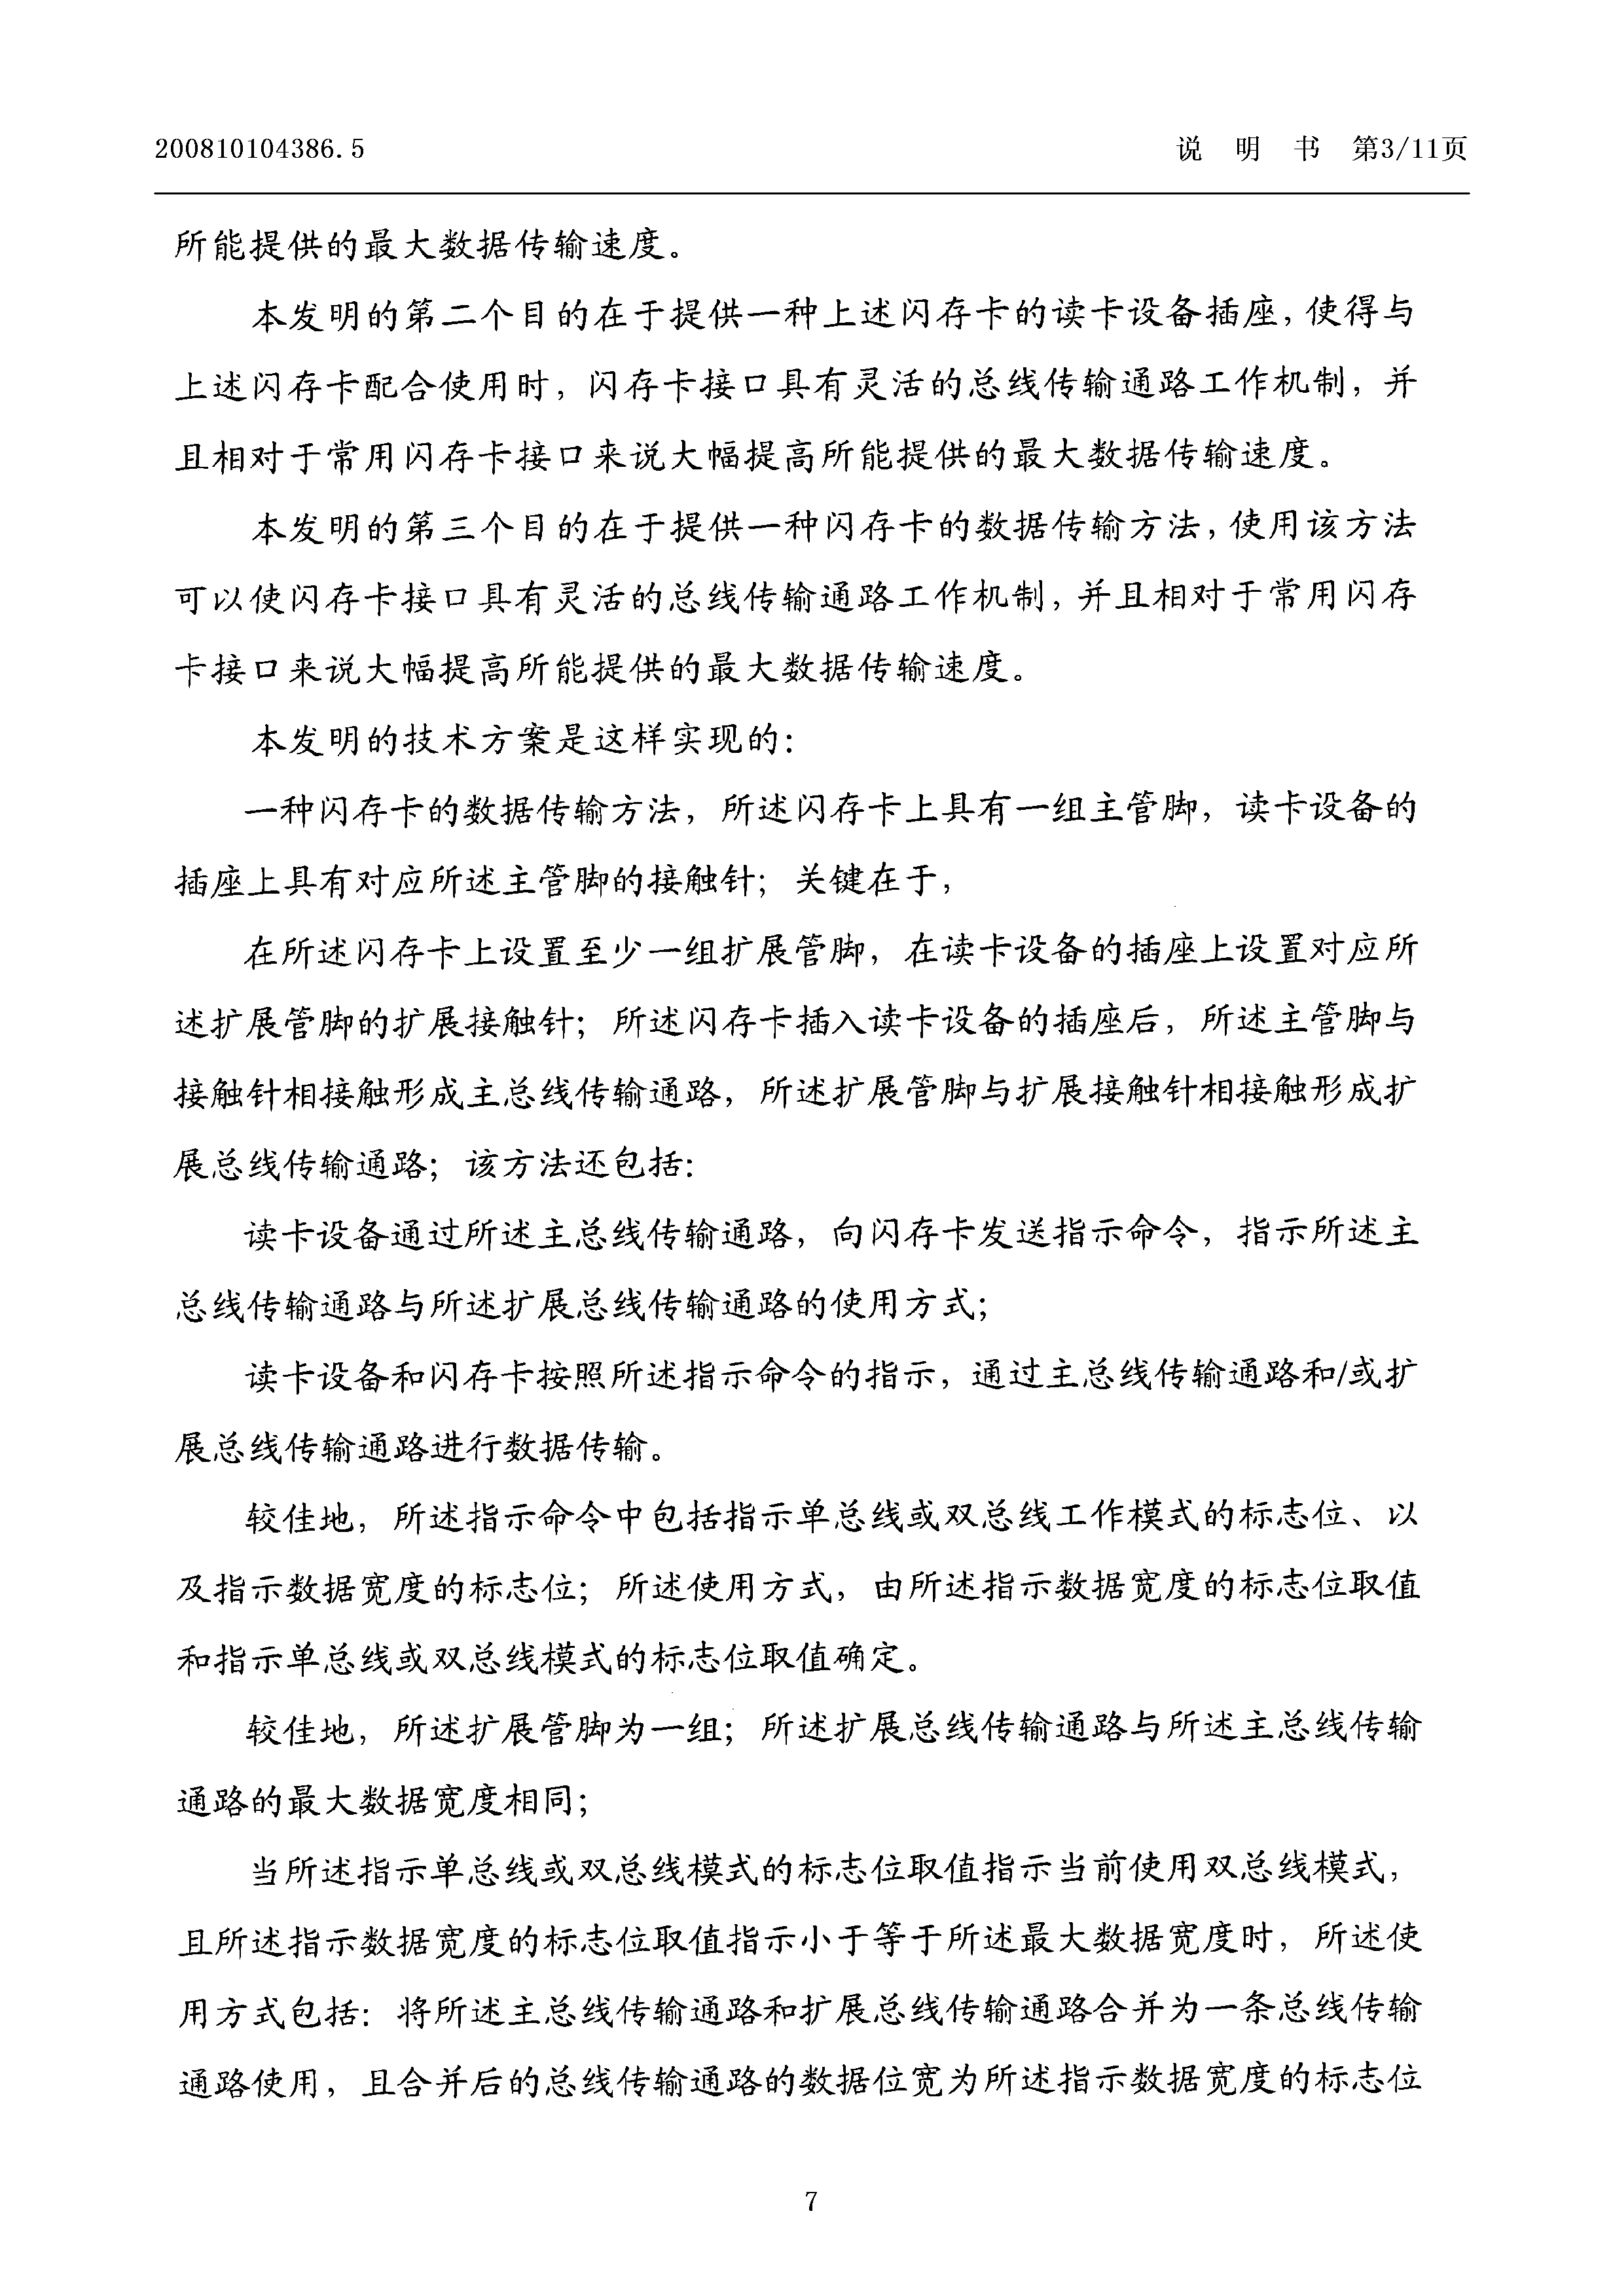 200810104386.5
说 明 书 第3/11页
所能提供的最大数据传输速度。
本发明的第二个目的在于提供一种上述闪存卡的读卡设备插座,使得与
上述闪存卡配合使用时，闪存卡接口具有灵活的总线传输通路工作机制，并
且相对于常用闪存卡接口来说大幅提高所能提供的最大数据传输速度。
本发明的第三个目的在于提供一种闪存卡的数据传输方法,使用该方法
可以使闪存卡接口具有灵活的总线传输通路工作机制,并且相对于常用闪存
卡接口来说大幅提高所能提供的最大数据传输速度。
本发明的技术方案是这样实现的：
一种闪存卡的数据传输方法，所述闪存卡上具有一组主管脚，读卡设备的
插座上具有对应所述主管脚的接触针；关键在于，
在所述闪存卡上设置至少一组扩展管脚，在读卡设备的插座上设置对应所
述扩展管脚的扩展接触针；所述闪存卡插入读卡设备的插座后，所述主管脚与
接触针相接触形成主总线传输通路，所述扩展管脚与扩展接触针相接触形成扩
展总线传输通路；该方法还包括：
读卡设备通过所述主总线传输通路，向闪存卡发送指示命令，指示所述主
总线传输通路与所述扩展总线传输通路的使用方式；
读卡设备和闪存卡按照所述指示命令的指示，通过主总线传输通路和/或扩
展总线传输通路进行数据传输。
较佳地，所述指示命令中包括指示单总线或双总线工作模式的标志位、以
及指示数据宽度的标志位；所述使用方式，由所述指示数据宽度的标志位取值
和指示单总线或双总线模式的标志位取值确定。
较佳地，所述扩展管脚为一组；所述扩展总线传输通路与所述主总线传输
通路的最大数据宽度相同；
当所述指示单总线或双总线模式的标志位取值指示当前使用双总线模式，
且所述指示数据宽度的标志位取值指示小于等于所述最大数据宽度时，所述使
用方式包括：将所述主总线传输通路和扩展总线传输通路合并为一条总线传输
通路使用，且合并后的总线传输通路的数据位宽为所述指示数据宽度的标志位
7